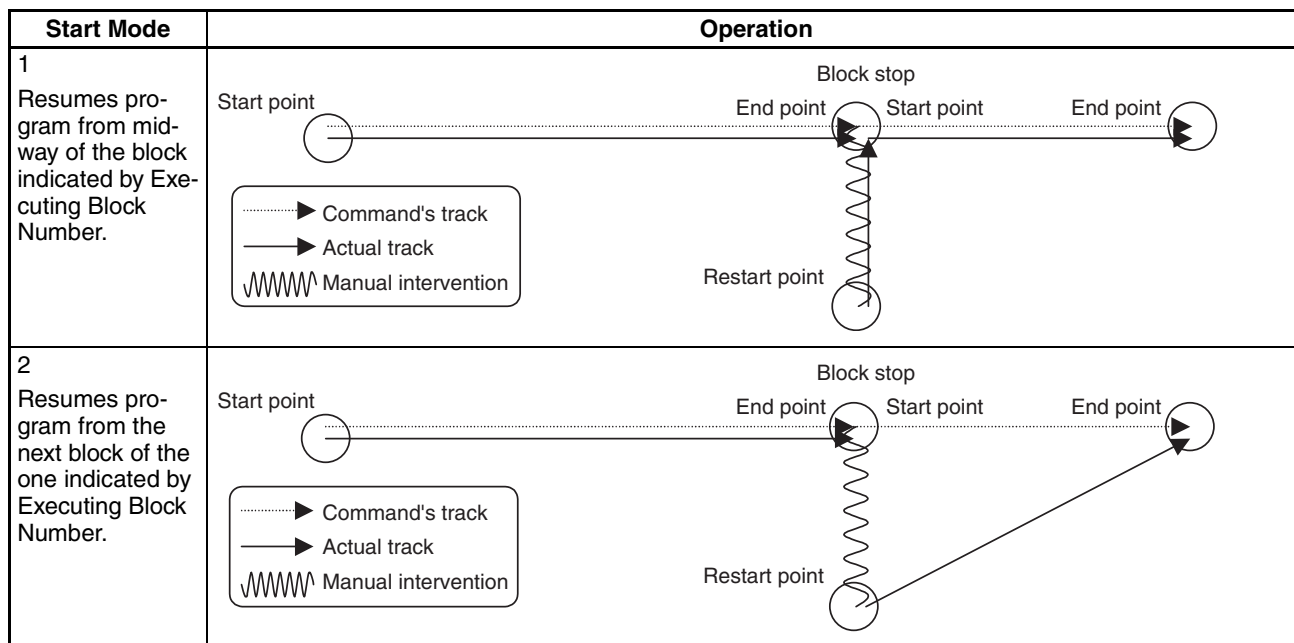 Start Mode
Operation
1
Resumes pro-
gram from mid-
way of the block
indicated by Exe-
cuting Block
Number.
Block stop
Start point
End point
Start point
End point
Command's track
Actual track
Manual intervention
Restart point
2
Resumes pro-
gram from the
next block of the
one indicated by
Executing Block
Number.
Block stop
Start point
End point
Start point
End point
Command's track
Actual track
Manual intervention
Restart point